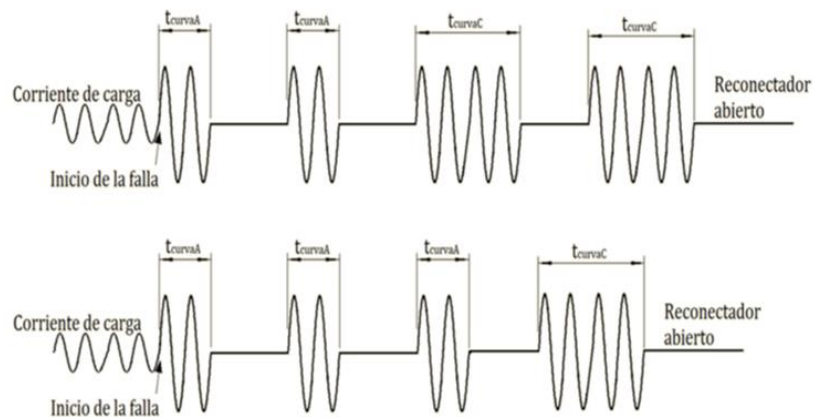 tcurvaA
tcurvaA
tcurvaC
tcurvaC
Corriente de carga
Reconectador
abierto
Inicio de la falla
tcurvaA
tcurvaA
tcurvaA
tcurvaC
Corriente de carga
Reconectador
abierto
Inicio de la falla